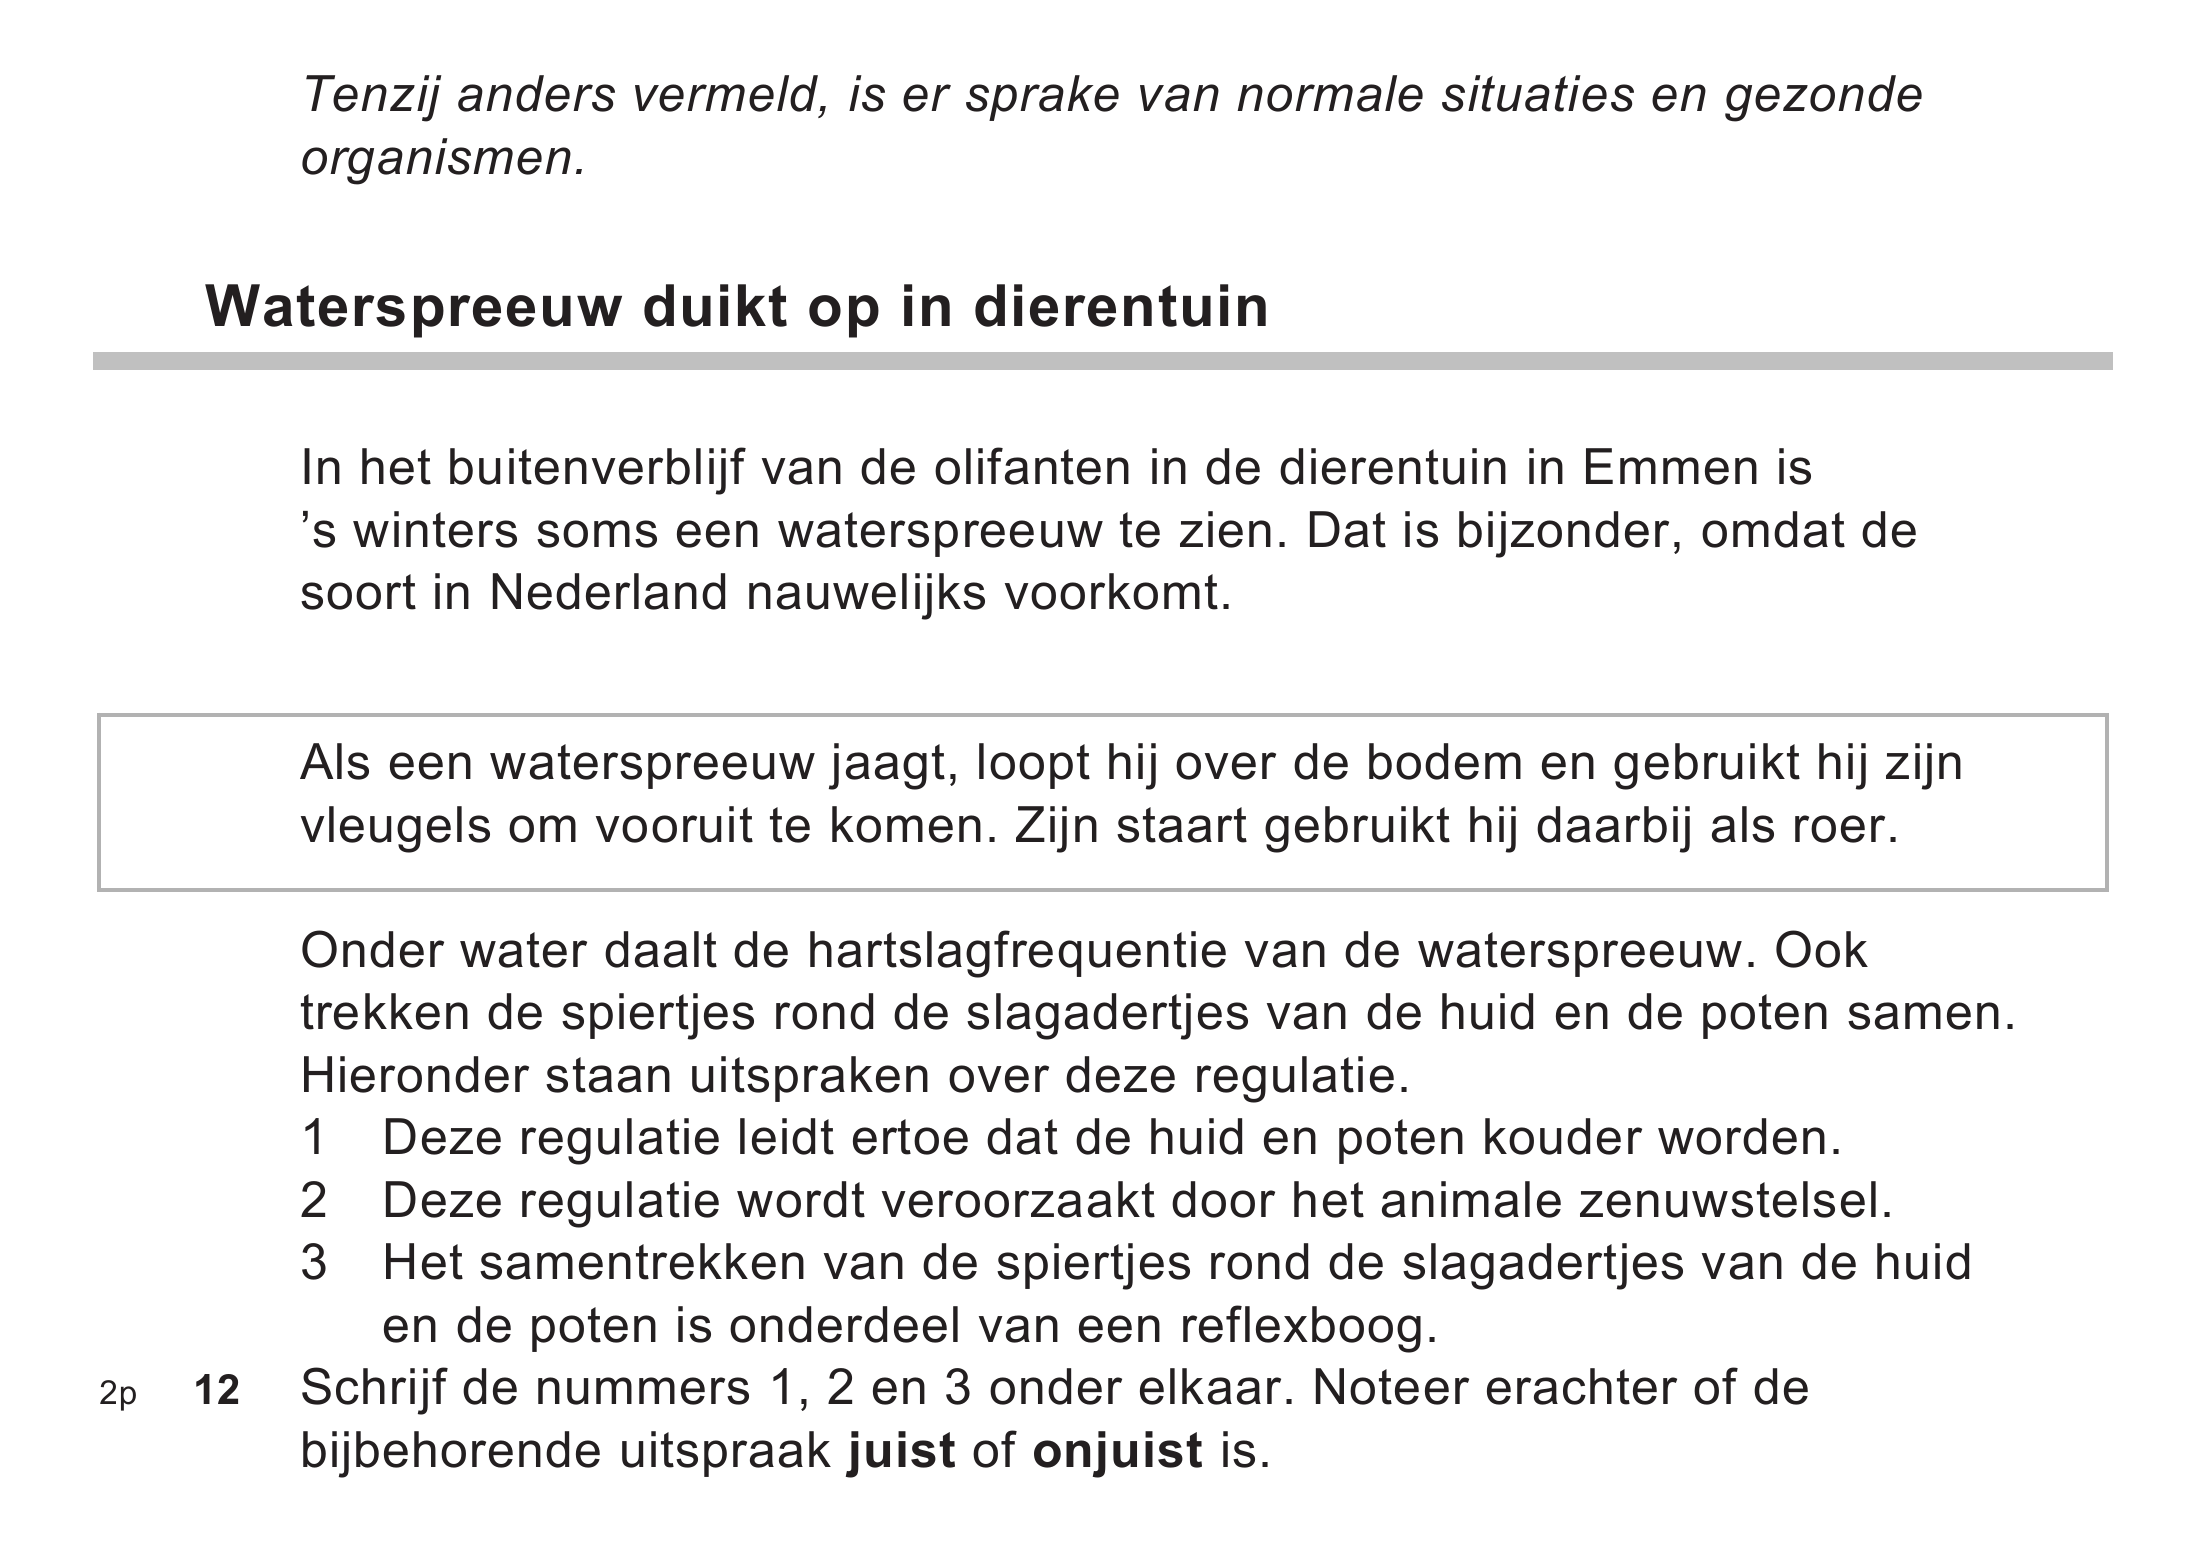 Tenzij anders vermeld, is er sprake van normale situaties en gezonde
organismen.
Waterspreeuw duikt op in dierentuin
In het buitenverblijf van de olifanten in de dierentuin in Emmen is
’s winters soms een waterspreeuw te zien. Dat is bijzonder, omdat de
soort in Nederland nauwelijks voorkomt.
Als een waterspreeuw jaagt, loopt hij over de bodem en gebruikt hij zijn
vleugels om vooruit te komen. Zijn staart gebruikt hij daarbij als roer.
Onder water daalt de hartslagfrequentie van de waterspreeuw. Ook
trekken de spiertjes rond de slagadertjes van de huid en de poten samen.
Hieronder staan uitspraken over deze regulatie.
1 Deze regulatie leidt ertoe dat de huid en poten kouder worden.
2 Deze regulatie wordt veroorzaakt door het animale zenuwstelsel.
3 Het samentrekken van de spiertjes rond de slagadertjes van de huid
en de poten is onderdeel van een reflexboog.
2p 12 Schrijf de nummers 1, 2 en 3 onder elkaar. Noteer erachter of de
bijbehorende uitspraak juist of onjuist is.